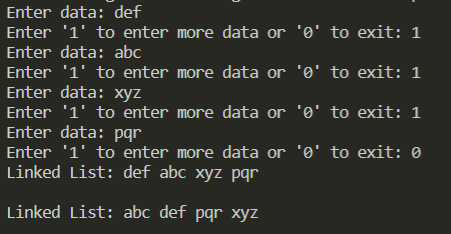 Enter data: def
Enter '1' to enter more data or '0' to exit: 1
Enter data: abc
Enter '1' to enter more data or '0' to exit: 1
Enter data: xyz
Enter '1' to enter more data or '0' to exit: 1
Enter data: pqr
Enter '1' to enter more data or '0' to exit: 0
Linked List: def abc xyz pqr
Linked List: abc def pqr xyz